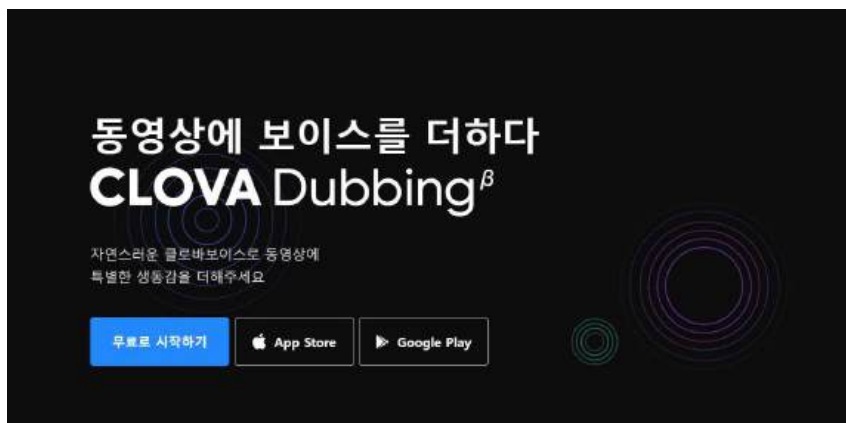 동영상에 보이스를 더하다
CLOVA Dubbing β
자연스러운 클로바보이스로 동영상에
특별한 생동감을 더해주세요
무료로 시작하기 App Store Google Play